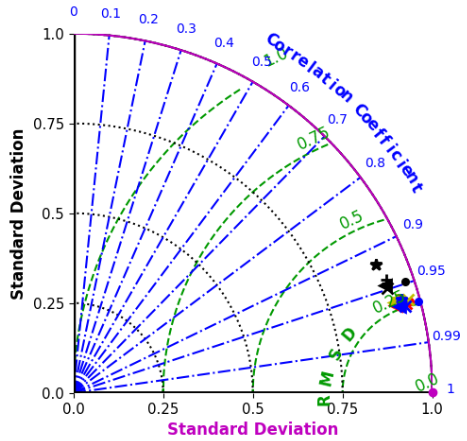 0 0.1 0.2 0.3 0.4 0.5 0.6 0.7 0.8 0.9 0.95 0.99 1
Correlation Coefficient
1.0 0.75 0.5 0.25 0.0
RMSD
Standard Deviation
1.0
0.75
0.5
0.25
0.0
0.0 0.25 0.5 0.75 1.0
Standard Deviation